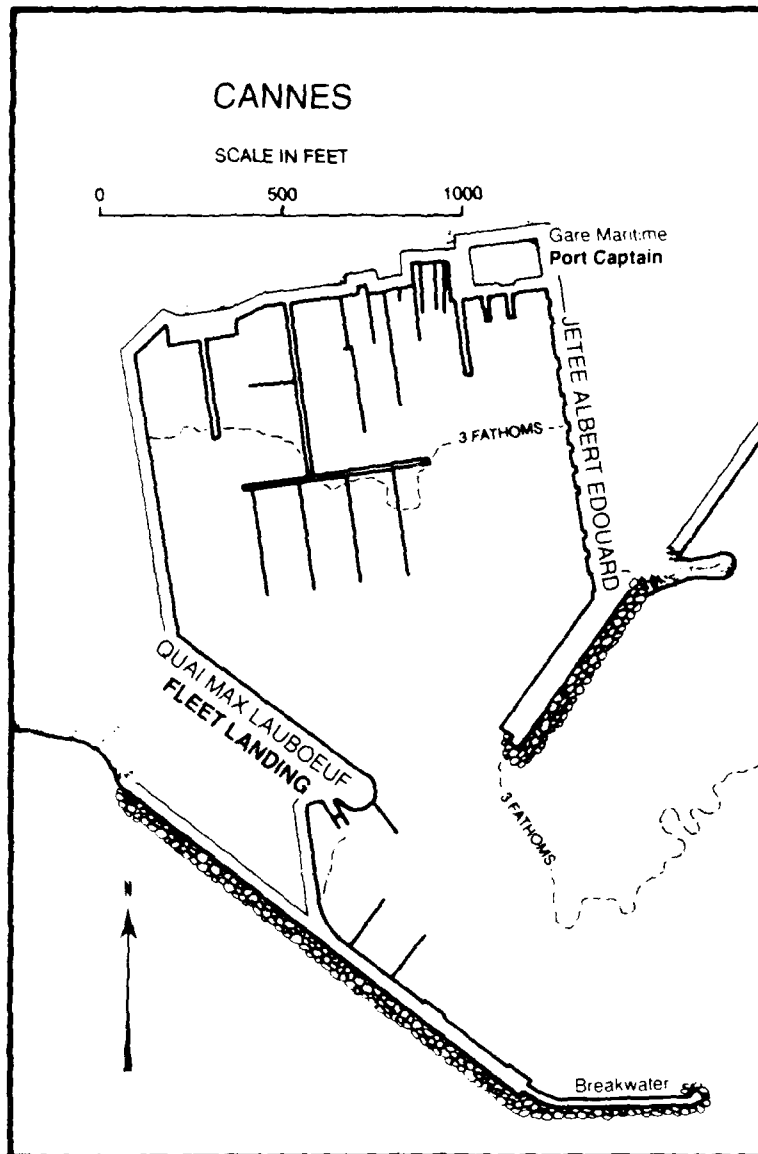 CANNES
SCALE IN FEET
0 500 1000
Gare Maritime
Port Captain
JETEE ALBERT EDOUARD
3 FATHOMS
QUAI MAX LAUBOEUF
FLEET LANDING
3 FATHOMS
N
Breakwater